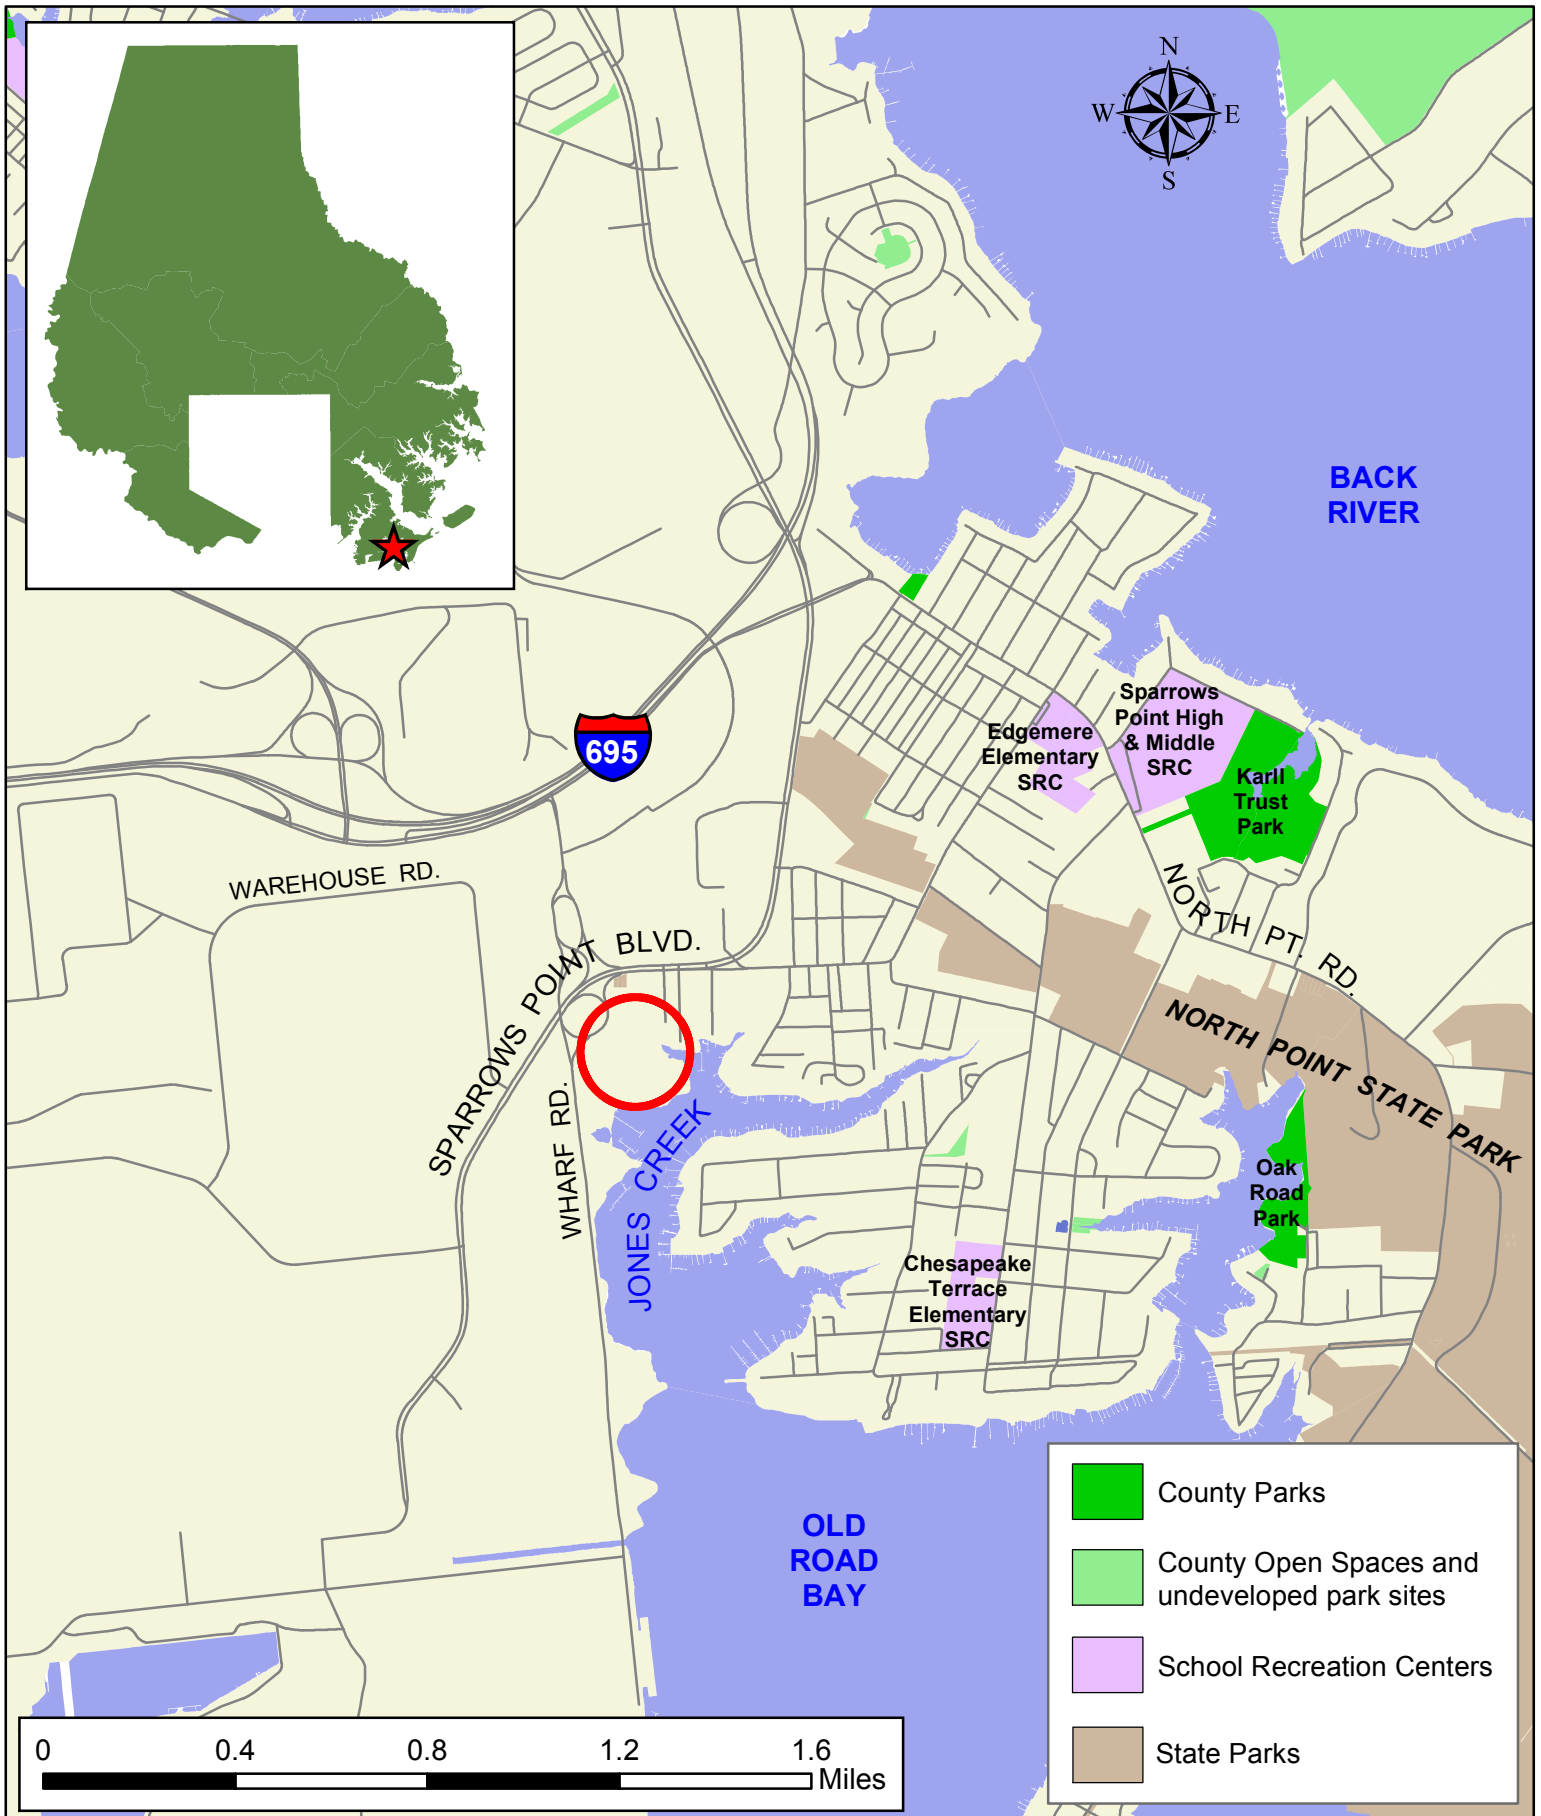 N
W
E
S
BACK
RIVER
Sparrows
Point High
& Middle
SRC
Edgemere
Elementary
SRC
695
Karll
Trust
Park
WAREHOUSE RD.
NORTH PT. RD.
SPARROWS POINT BLVD.
NORTH POINT STATE PARK
WHARF RD.
JONES CREEK
Oak
Road
Park
Chesapeake
Terrace
Elementary
SRC
OLD
ROAD
BAY
County Parks
County Open Spaces and
undeveloped park sites
School Recreation Centers
State Parks
0 0.4 0.8 1.2 1.6
Miles